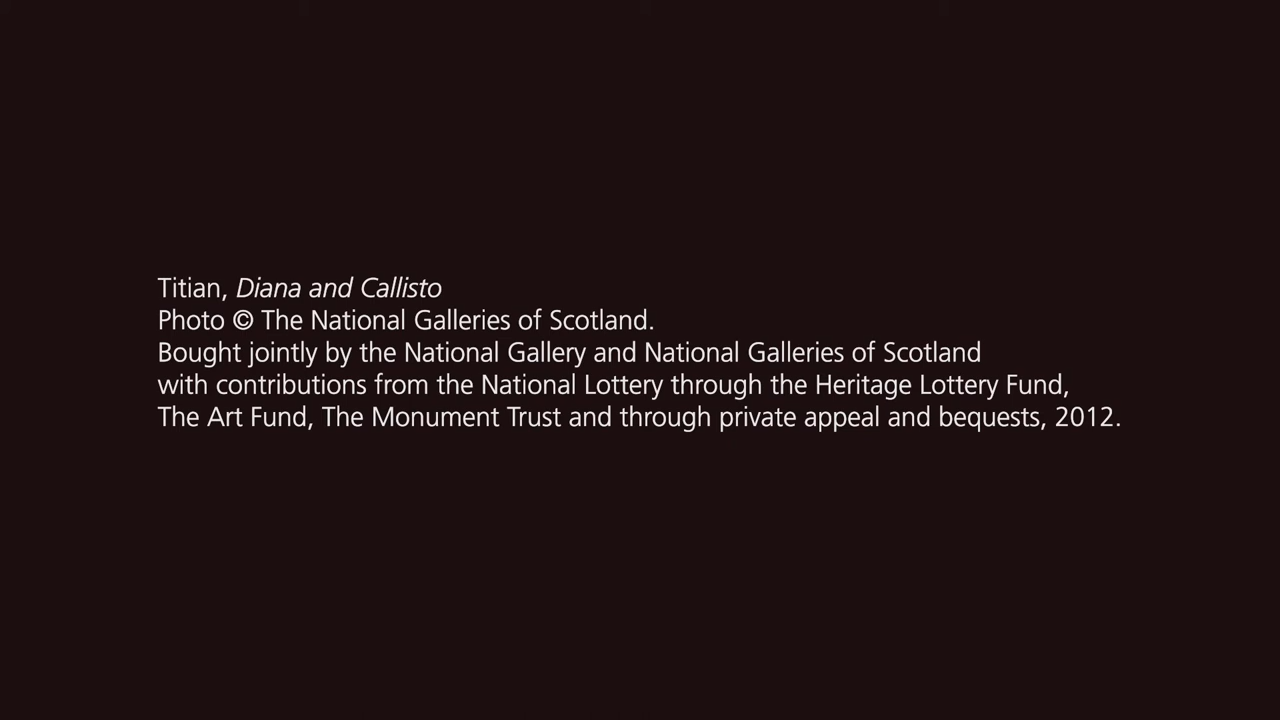 Titian, Diana and Callisto
Photo © The National Galleries of Scotland.
Bought jointly by the National Gallery and National Galleries of Scotland
with contributions from the National Lottery through the Heritage Lottery Fund,
The Art Fund, The Monument Trust and through private appeal and bequests, 2012.